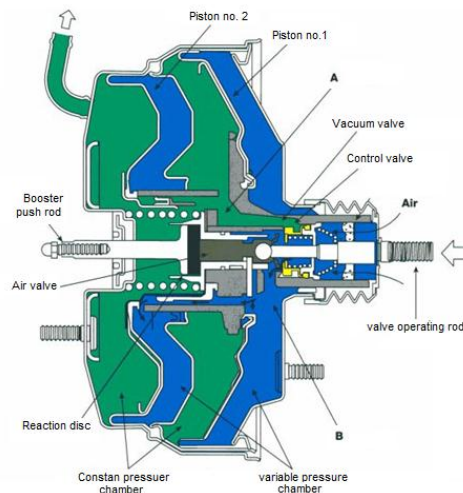 Piston no. 2
Piston no.1
A
Vacuum valve
Control valve
Air
Booster
push rod
Air valve
valve operating rod
Reaction disc
B
Constan pressuer
chamber
variable pressure
chamber